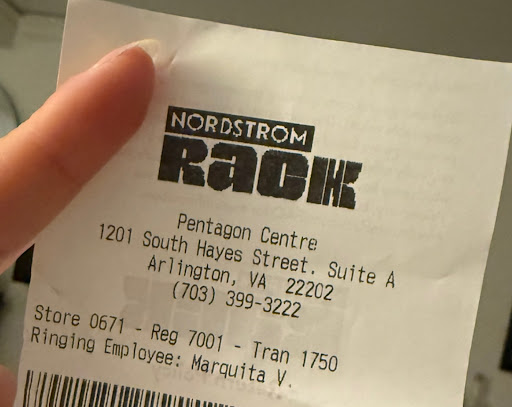 NORDSTROM
Rack
Pentagon Centre
1201 South Hayes Street. Suite A
Arlington, VA 22202
(703) 399-3222
Store 0671 - Reg 7001 - Tran 1750
Ringing Employee: Marquita V.